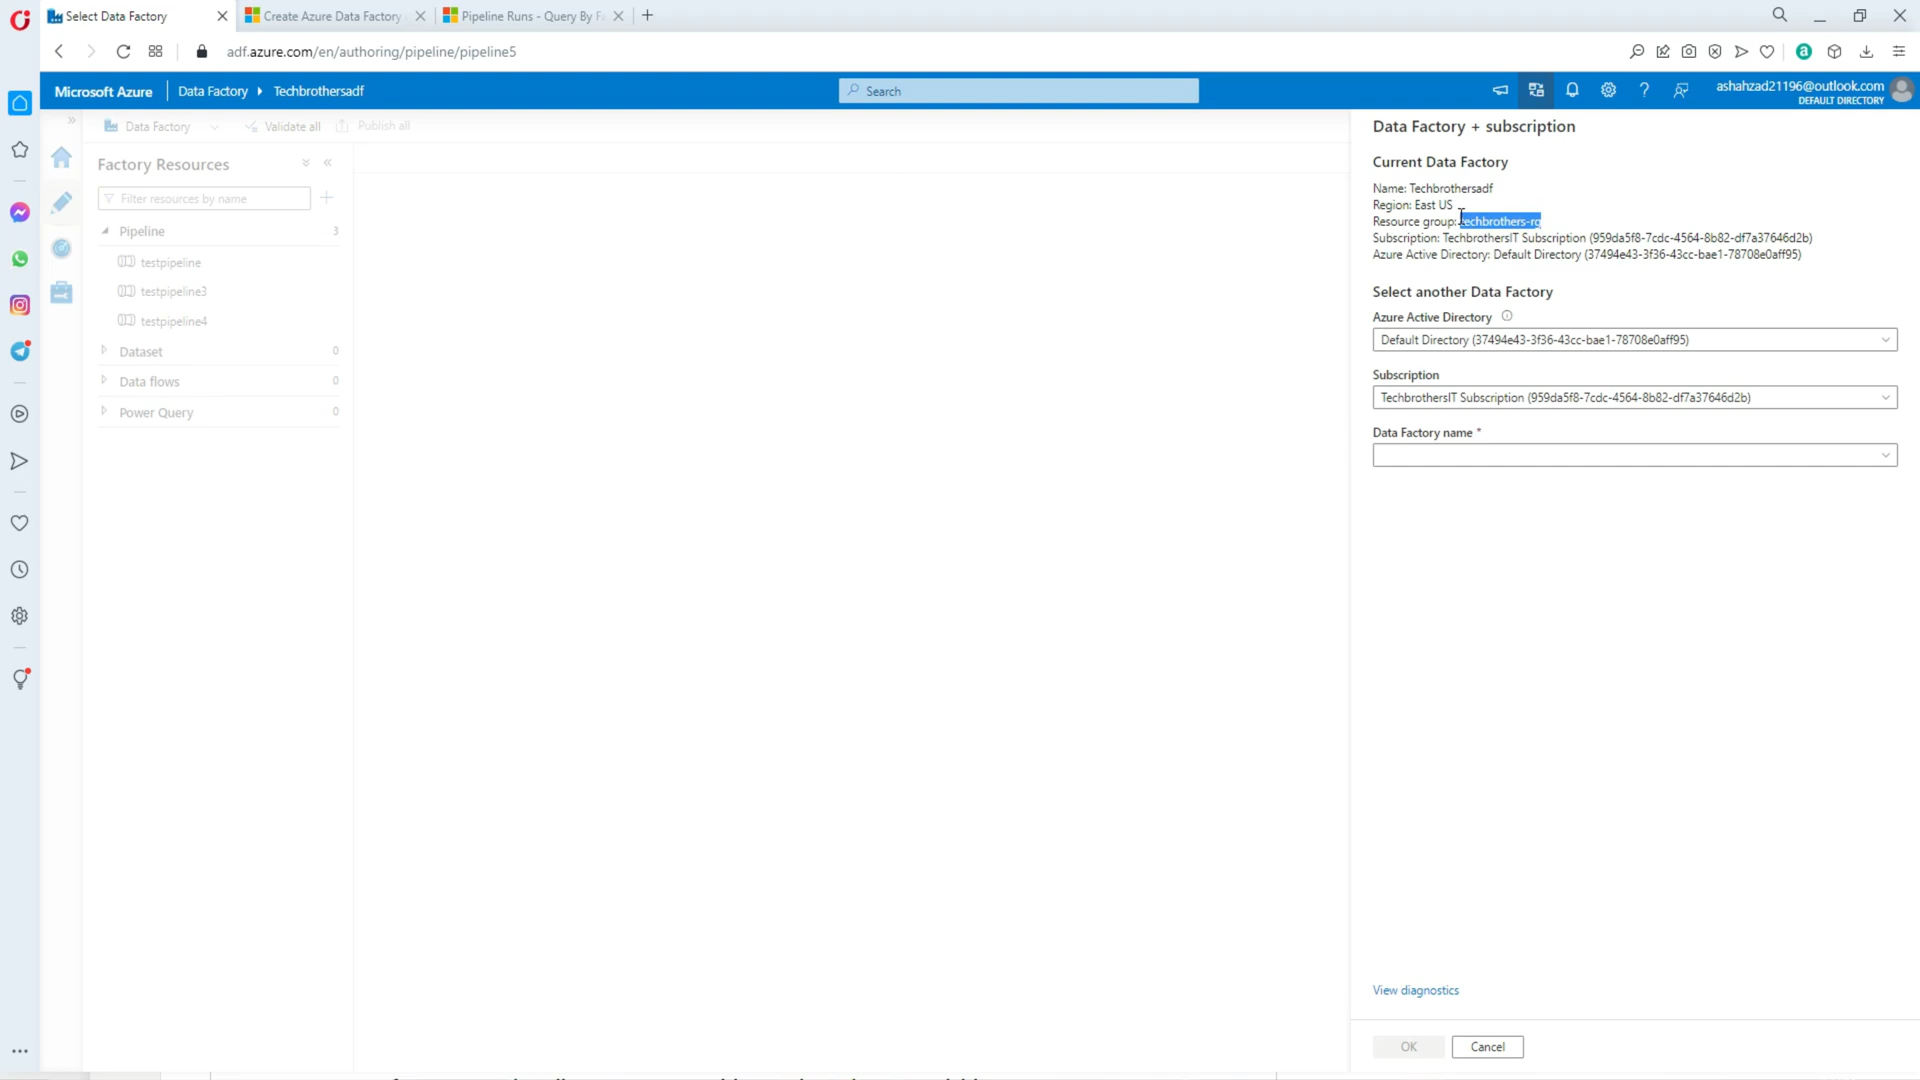 Select Data Factory
Create Azure Data Factory
Pipeline Runs - Query By Fa
adf.azure.com/en/authoring/pipeline/pipeline5
Microsoft Azure
Data Factory
Techbrothersadf
Search
ashahzad21196@outlook.com
DEFAULT DIRECTORY
Data Factory
Validate all
Publish all
Factory Resources
Filter resources by name
Pipeline 3
testpipeline
testpipeline3
testpipeline4
Dataset 0
Data flows 0
Power Query 0
Data Factory + subscription
Current Data Factory
Name: Techbrothersadf
Region: East US
Resource group: techbrothers-rg
Subscription: TechbrothersIT Subscription (959da5f8-7cdc-4564-8b82-df7a37646d2b)
Azure Active Directory: Default Directory (37494e43-3f36-43cc-bae1-78708e0aff95)
Select another Data Factory
Azure Active Directory
Default Directory (37494e43-3f36-43cc-bae1-78708e0aff95)
Subscription
TechbrothersIT Subscription (959da5f8-7cdc-4564-8b82-df7a37646d2b)
Data Factory name *
View diagnostics
OK
Cancel